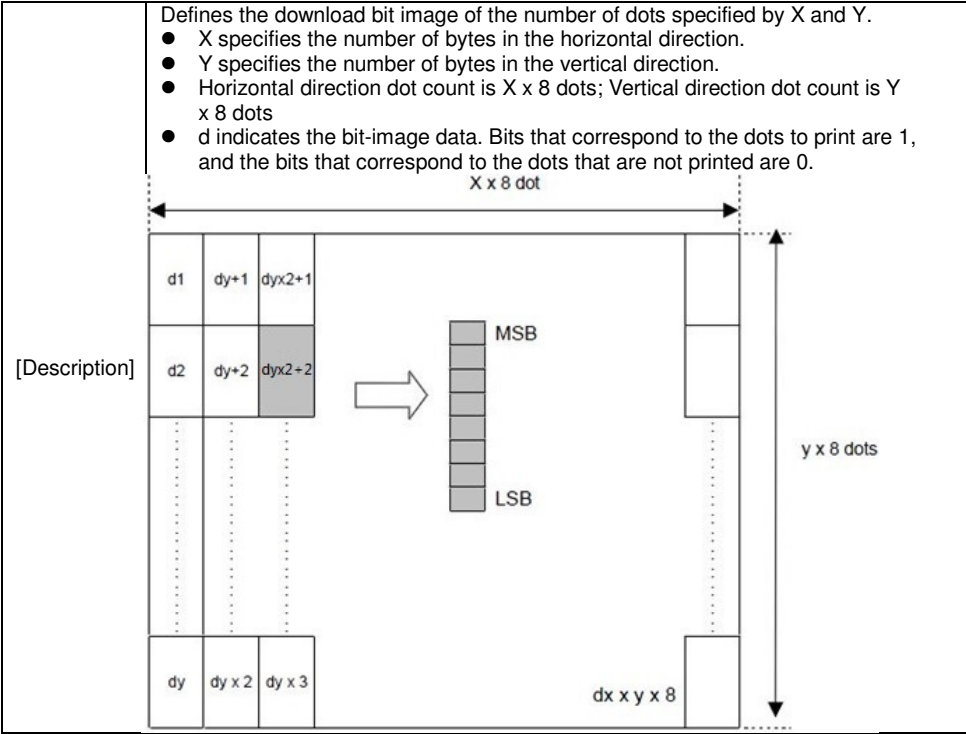 Defines the download bit image of the number of dots specified by X and Y.
● X specifies the number of bytes in the horizontal direction.
● Y specifies the number of bytes in the vertical direction.
● Horizontal direction dot count is X x 8 dots; Vertical direction dot count is Y
x 8 dots
● d indicates the bit-image data. Bits that correspond to the dots to print are 1,
and the bits that correspond to the dots that are not printed are 0.
X x 8 dot
d1 dy+1 dyx2+1
MSB
[Description]
d2 dy+2 dyx2+2
y x 8 dots
LSB
dy dy x 2 dy x 3
dx x y x 8